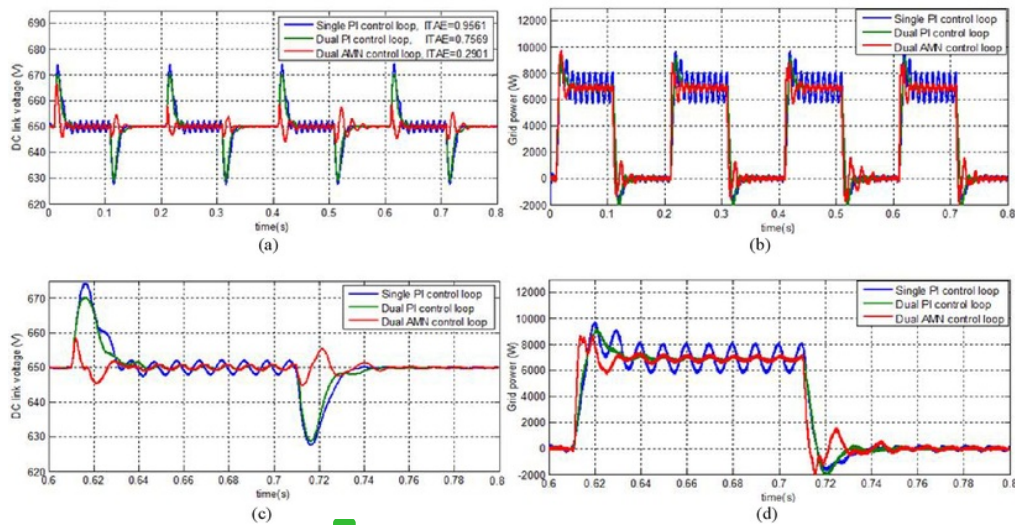 690
680
670
660
650
640
630
620
DC link voltage (V)
Single PI control loop, ITAE=0.9561
Dual PI control loop, ITAE=0.7569
Dual AMN control loop, ITAE=0.2901
0 0.1 0.2 0.3 0.4 0.5 0.6 0.7 0.8
time(s)
(a)
12000
10000
8000
6000
4000
2000
0
-2000
Grid power (W)
Single PI control loop
Dual PI control loop
Dual AMN control loop
0 0.1 0.2 0.3 0.4 0.5 0.6 0.7 0.8
time(s)
(b)
670
660
650
640
630
620
DC link voltage (V)
Single PI control loop
Dual PI control loop
Dual AMN control loop
0.6 0.62 0.64 0.66 0.68 0.7 0.72 0.74 0.76 0.78 0.8
time(s)
(c)
12000
10000
8000
6000
4000
2000
0
-2000
Grid power (W)
Single PI control loop
Dual PI control loop
Dual AMN control loop
0.6 0.62 0.64 0.66 0.68 0.7 0.72 0.74 0.76 0.78 0.8
time(s)
(d)